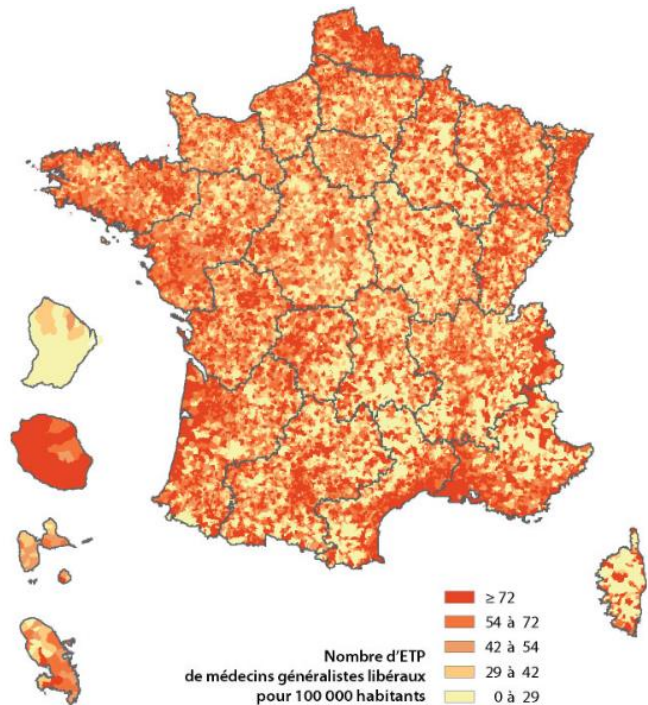 ≥ 72
54 à 72
42 à 54
29 à 42
0 à 29
Nombre d'ETP
de médecins généralistes libéraux
pour 100 000 habitants